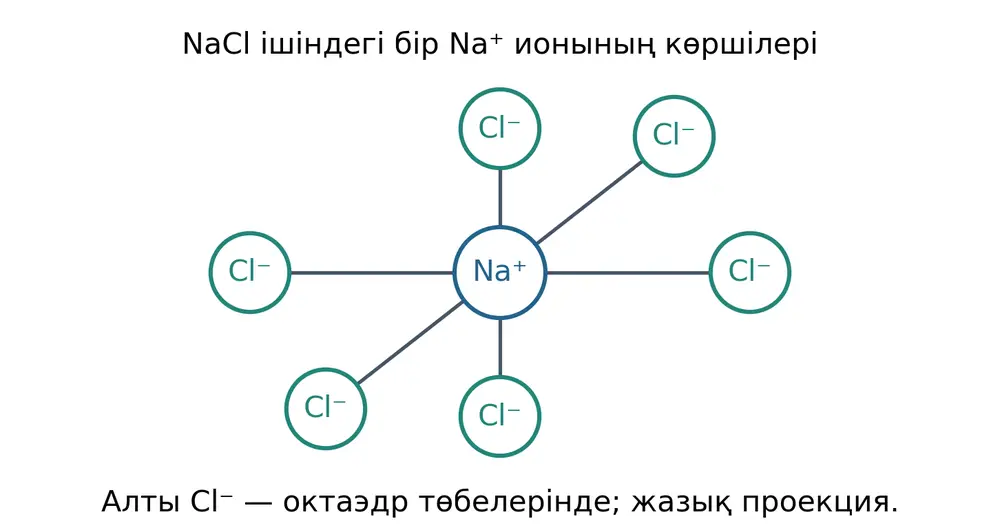 NaCl ішіндегі бір Na⁺ ионының көршілері
Cl⁻
Cl⁻
Cl⁻
Na⁺
Cl⁻
Cl⁻
Cl⁻
Алты Cl⁻ — октаэдр төбелерінде; жазық проекция.